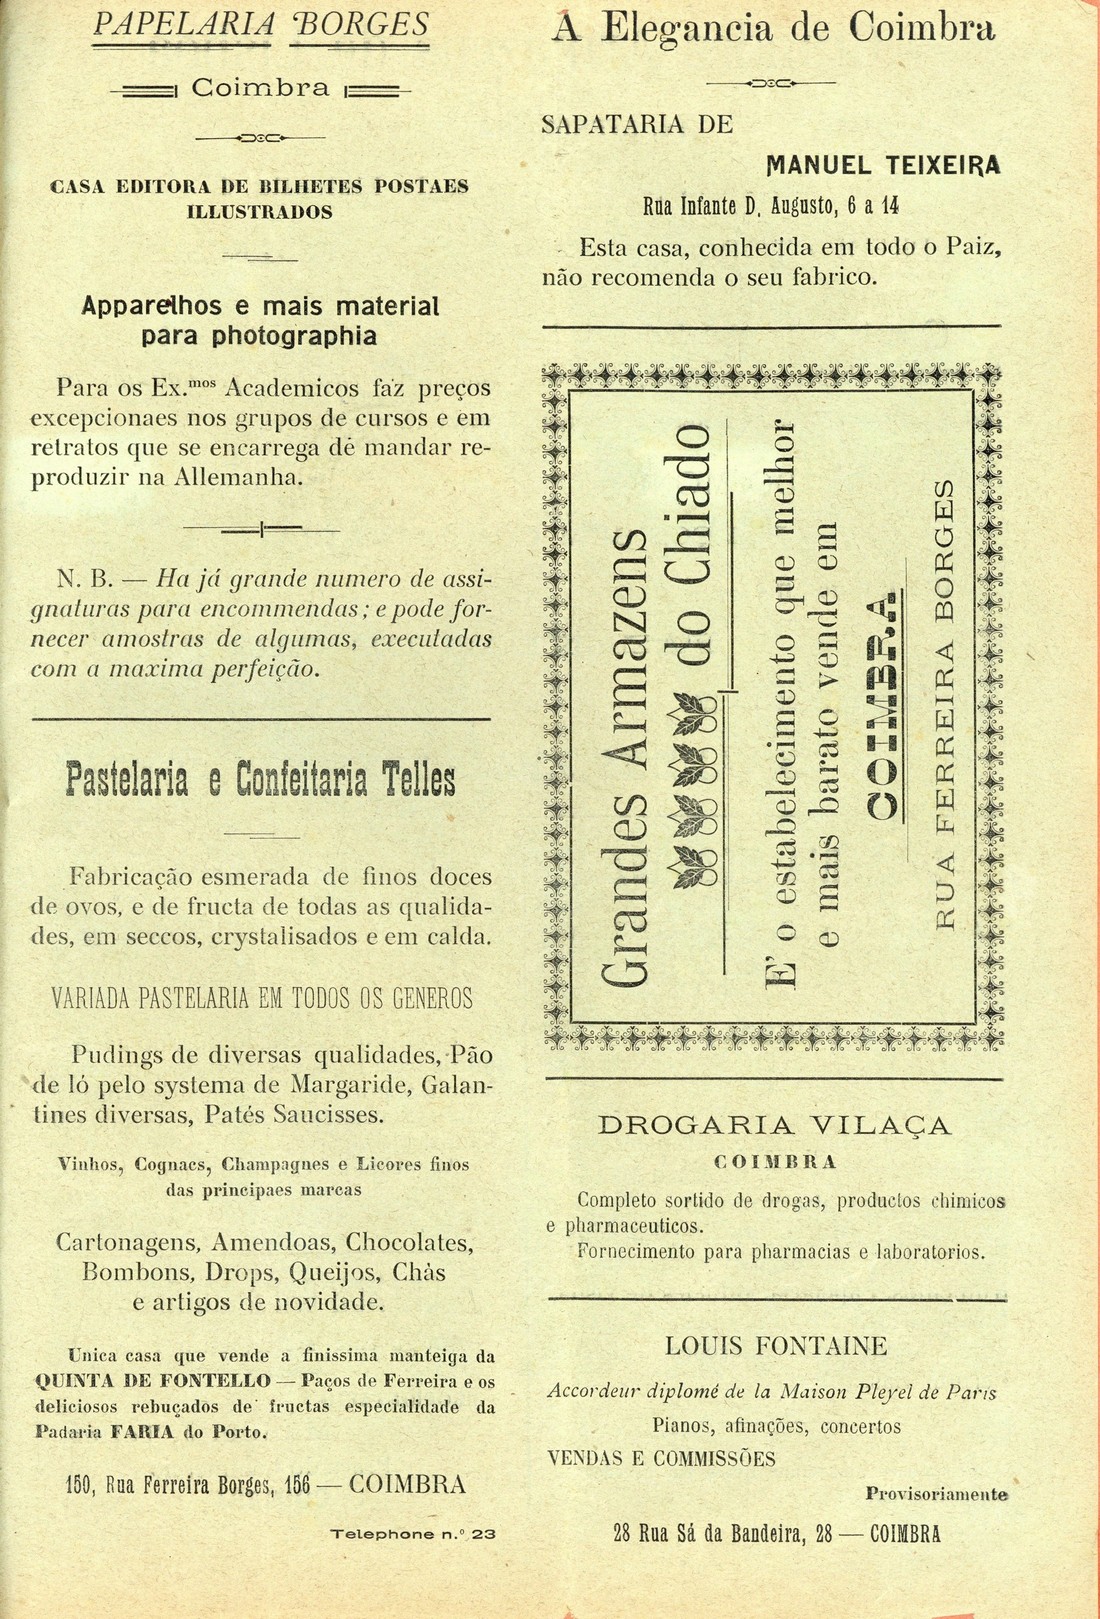 PAPELARIA BORGES
Coimbra
CASA EDITORA DE BILHETES POSTAES
ILLUSTRADOS
Apparelhos e mais material
para photographia
Para os Ex.mos Academicos faz preços
excepcionaes nos grupos de cursos e em
retratos que se encarrega de mandar re-
produzir na Allemanha.
N. B. — Ha já grande numero de assi-
gnaturas para encommendas; e pode for-
necer amostras de algumas, executadas
com a maxima perfeição.
Pastelaria e Confeitaria Telles
Fabricação esmerada de finos doces
de ovos, e de fructa de todas as qualida-
des, em seccos, crystalisados e em calda.
VARIADA PASTELARIA EM TODOS OS GENEROS
Pudings de diversas qualidades, Pão
de ló pelo systema de Margaride, Galan-
tines diversas, Patés Saucisses.
Vinhos, Cognacs, Champagnes e Licores finos
das principaes marcas
Cartonagens, Amendoas, Chocolates,
Bombons, Drops, Queijos, Chás
e artigos de novidade.
Unica casa que vende a finissima manteiga da
QUINTA DE FONTELLO — Paços de Ferreira e os
deliciosos rebuçados de fructas especialidade da
Padaria FARIA do Porto.
150, Rua Ferreira Borges, 156 — COIMBRA
Telephone n.º 23
A Elegancia de Coimbra
SAPATARIA DE
MANUEL TEIXEIRA
Rua Infante D. Augusto, 6 a 14
Esta casa, conhecida em todo o Paiz,
não recomenda o seu fabrico.
Grandes Armazens
do Chiado
E' o estabelecimento que melhor
e mais barato vende em
COIMBRA
RUA FERREIRA BORGES
DROGARIA VILAÇA
COIMBRA
Completo sortido de drogas, productos chimicos
e pharmaceuticos.
Fornecimento para pharmacias e laboratorios.
LOUIS FONTAINE
Accordeur diplomé de la Maison Pleyel de Paris
Pianos, afinações, concertos
VENDAS E COMMISSÕES
Provisoriamente
28 Rua Sá da Bandeira, 28 — COIMBRA